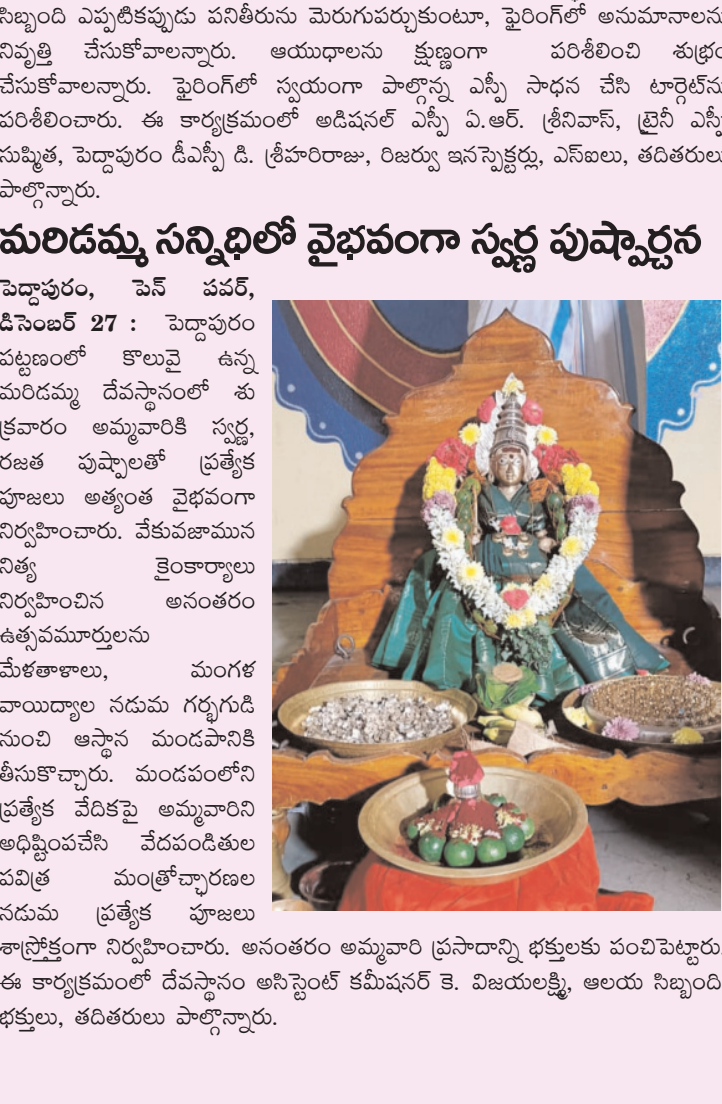 సిబ్బంది ఎప్పటికప్పుడు పనితీరును మెరుగుపర్చుకుంటూ, ఫైరింగ్‌లో అనుమానాలను
నివృత్తి చేసుకోవాలన్నారు. ఆయుధాలను క్షుణ్ణంగా పరిశీలించి శుభ్రం
చేసుకోవాలన్నారు. ఫైరింగ్‌లో స్వయంగా పాల్గొన్న ఎస్పీ సాధన చేసి టార్గెట్‌ను
పరిశీలించారు. ఈ కార్యక్రమంలో అడిషనల్ ఎస్పీ ఏ.ఆర్. శ్రీనివాస్, ట్రైనీ ఎస్పీ
సుష్మిత, పెద్దాపురం డీఎస్పీ డి. శ్రీహరిరాజు, రిజర్వు ఇనస్పెక్టర్లు, ఎస్ఐలు, తదితరులు
పాల్గొన్నారు.
మరిడమ్మ సన్నిధిలో వైభవంగా స్వర్ణ పుష్పార్చన
పెద్దాపురం, పెన్ పవర్,
డిసెంబర్ 27 : పెద్దాపురం
పట్టణంలో కొలువై ఉన్న
మరిడమ్మ దేవస్థానంలో శు
క్రవారం అమ్మవారికి స్వర్ణ,
రజత పుష్పాలతో ప్రత్యేక
పూజలు అత్యంత వైభవంగా
నిర్వహించారు. వేకువజామున
నిత్య కైంకార్యాలు
నిర్వహించిన అనంతరం
ఉత్సవమూర్తులను
మేళతాళాలు, మంగళ
వాయిద్యాల నడుమ గర్భగుడి
నుంచి ఆస్థాన మండపానికి
తీసుకొచ్చారు. మండపంలోని
ప్రత్యేక వేదికపై అమ్మవారిని
అధిష్టింపచేసి వేదపండితుల
పవిత్ర మంత్రోచ్ఛారణల
నడుమ ప్రత్యేక పూజలు
శాస్త్రోక్తంగా నిర్వహించారు. అనంతరం అమ్మవారి ప్రసాదాన్ని భక్తులకు పంచిపెట్టారు.
ఈ కార్యక్రమంలో దేవస్థానం అసిస్టెంట్ కమీషనర్ కె. విజయలక్ష్మి, ఆలయ సిబ్బంది
భక్తులు, తదితరులు పాల్గొన్నారు.